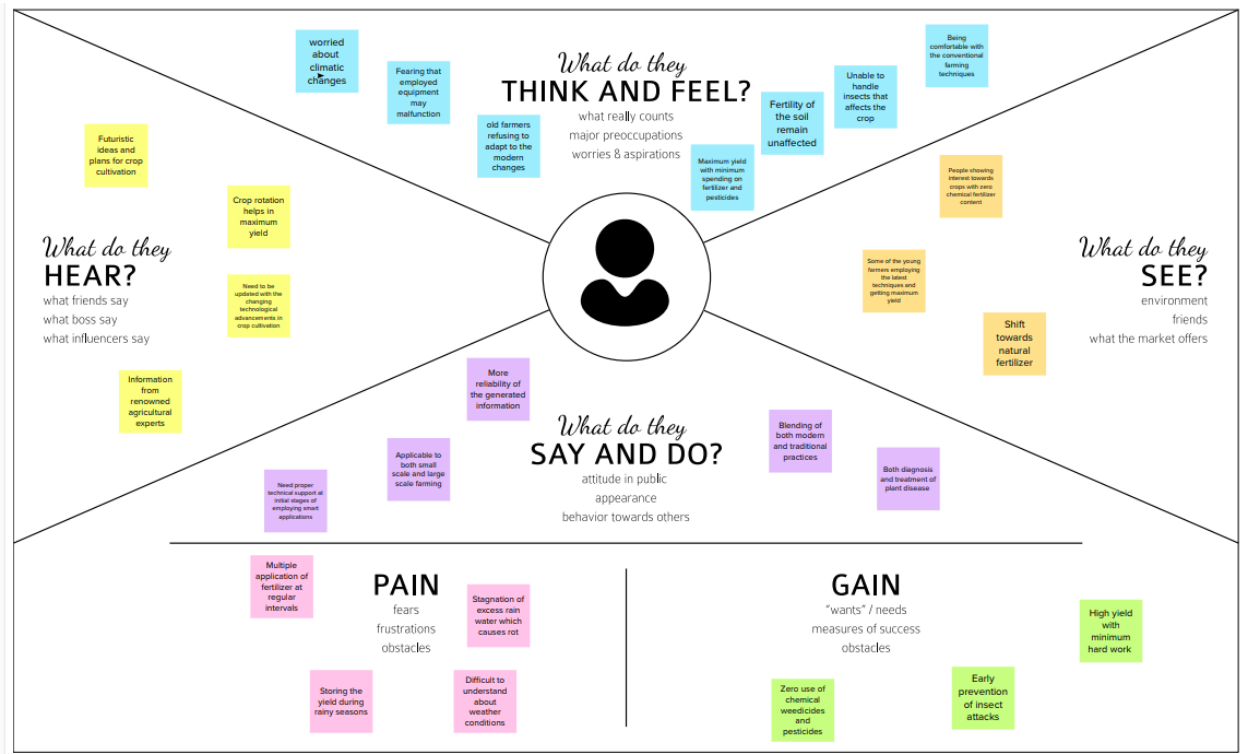 What do they
THINK AND FEEL?
what really counts
major preoccupations
worries & aspirations
worried
about
climatic
changes
Fearing that
employed
equipment
may
malfunction
old farmers
refusing to
adapt to the
modern
changes
Maximum yield
with minimum
spending on
fertilizer and
pesticides
Fertility of
the soil
remain
unaffected
Unable to
handle
insects that
affects the
crop
Being
comfortable with
the conventional
farming
techniques
What do they
HEAR?
what friends say
what boss say
what influencers say
Futuristic
ideas and
plans for crop
cultivation
Crop rotation
helps in
maximum
yield
Need to be
updated with the
changing
technological
advancements in
crop cultivation
Information
from
renowned
agricultural
experts
What do they
SEE?
environment
friends
what the market offers
People showing
interest towards
crops with zero
chemical fertilizer
content
Some of the young
farmers employing
the latest
techniques and
getting maximum
yield
Shift
towards
natural
fertilizer
What do they
SAY AND DO?
attitude in public
appearance
behavior towards others
More
reliability of
the generated
information
Applicable to
both small
scale and large
scale farming
Need proper
technical support at
initial stages of
employing smart
applications
Blending of
both modern
and traditional
practices
Both diagnosis
and treatment of
plant disease
PAIN
fears
frustrations
obstacles
Multiple
application of
fertilizer at
regular
intervals
Stagnation of
excess rain
water which
causes rot
Storing the
yield during
rainy seasons
Difficult to
understand
about
weather
conditions
GAIN
"wants" / needs
measures of success
obstacles
High yield
with
minimum
hard work
Early
prevention
of insect
attacks
Zero use of
chemical
weedicides
and
pesticides